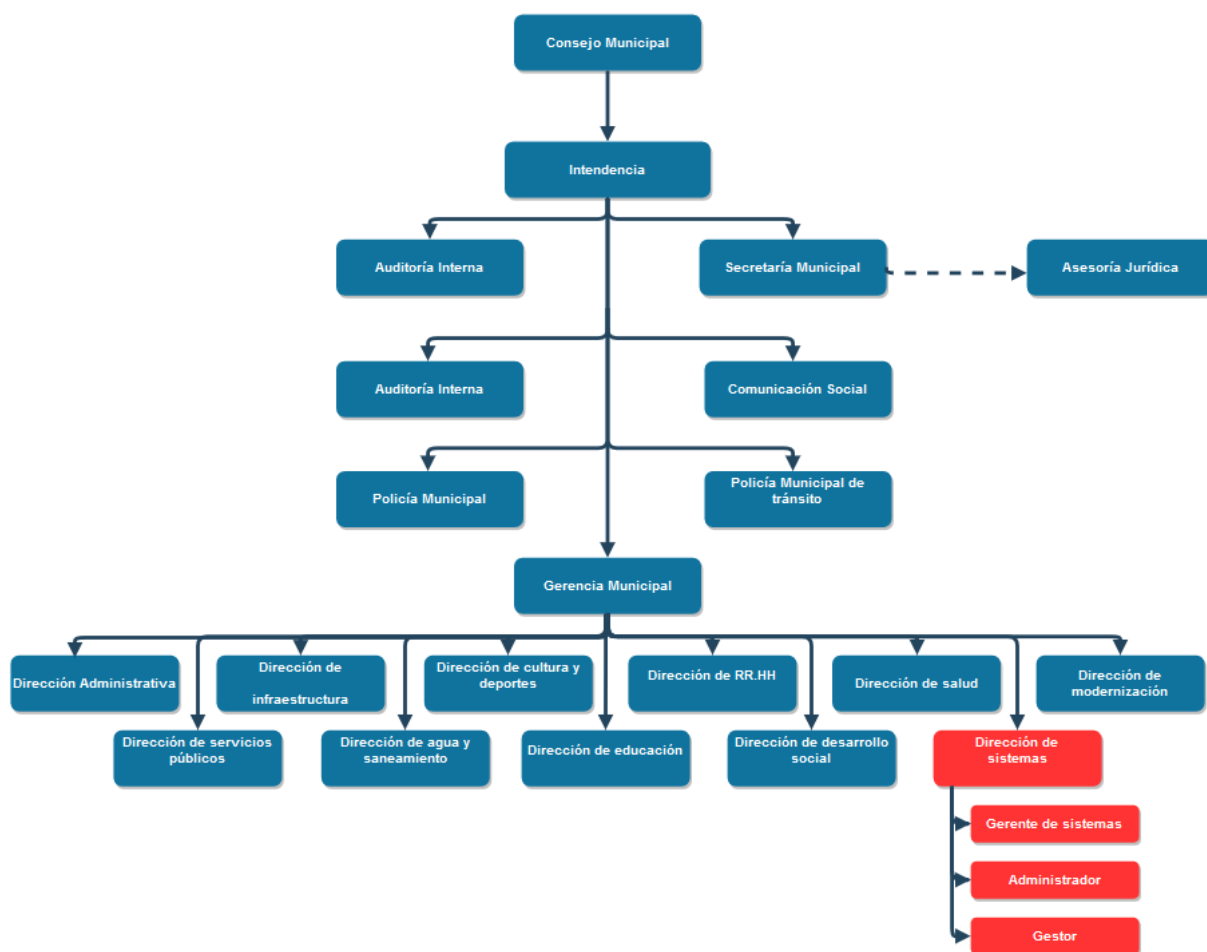 Consejo Municipal
Intendencia
Auditoría Interna
Secretaría Municipal
Asesoría Jurídica
Auditoría Interna
Comunicación Social
Policía Municipal
Policía Municipal de
tránsito
Gerencia Municipal
Dirección Administrativa
Dirección de
infraestructura
Dirección de cultura y
deportes
Dirección de RR.HH
Dirección de salud
Dirección de
modernización
Dirección de servicios
públicos
Dirección de agua y
saneamiento
Dirección de educación
Dirección de desarrollo
social
Dirección de
sistemas
Gerente de sistemas
Administrador
Gestor